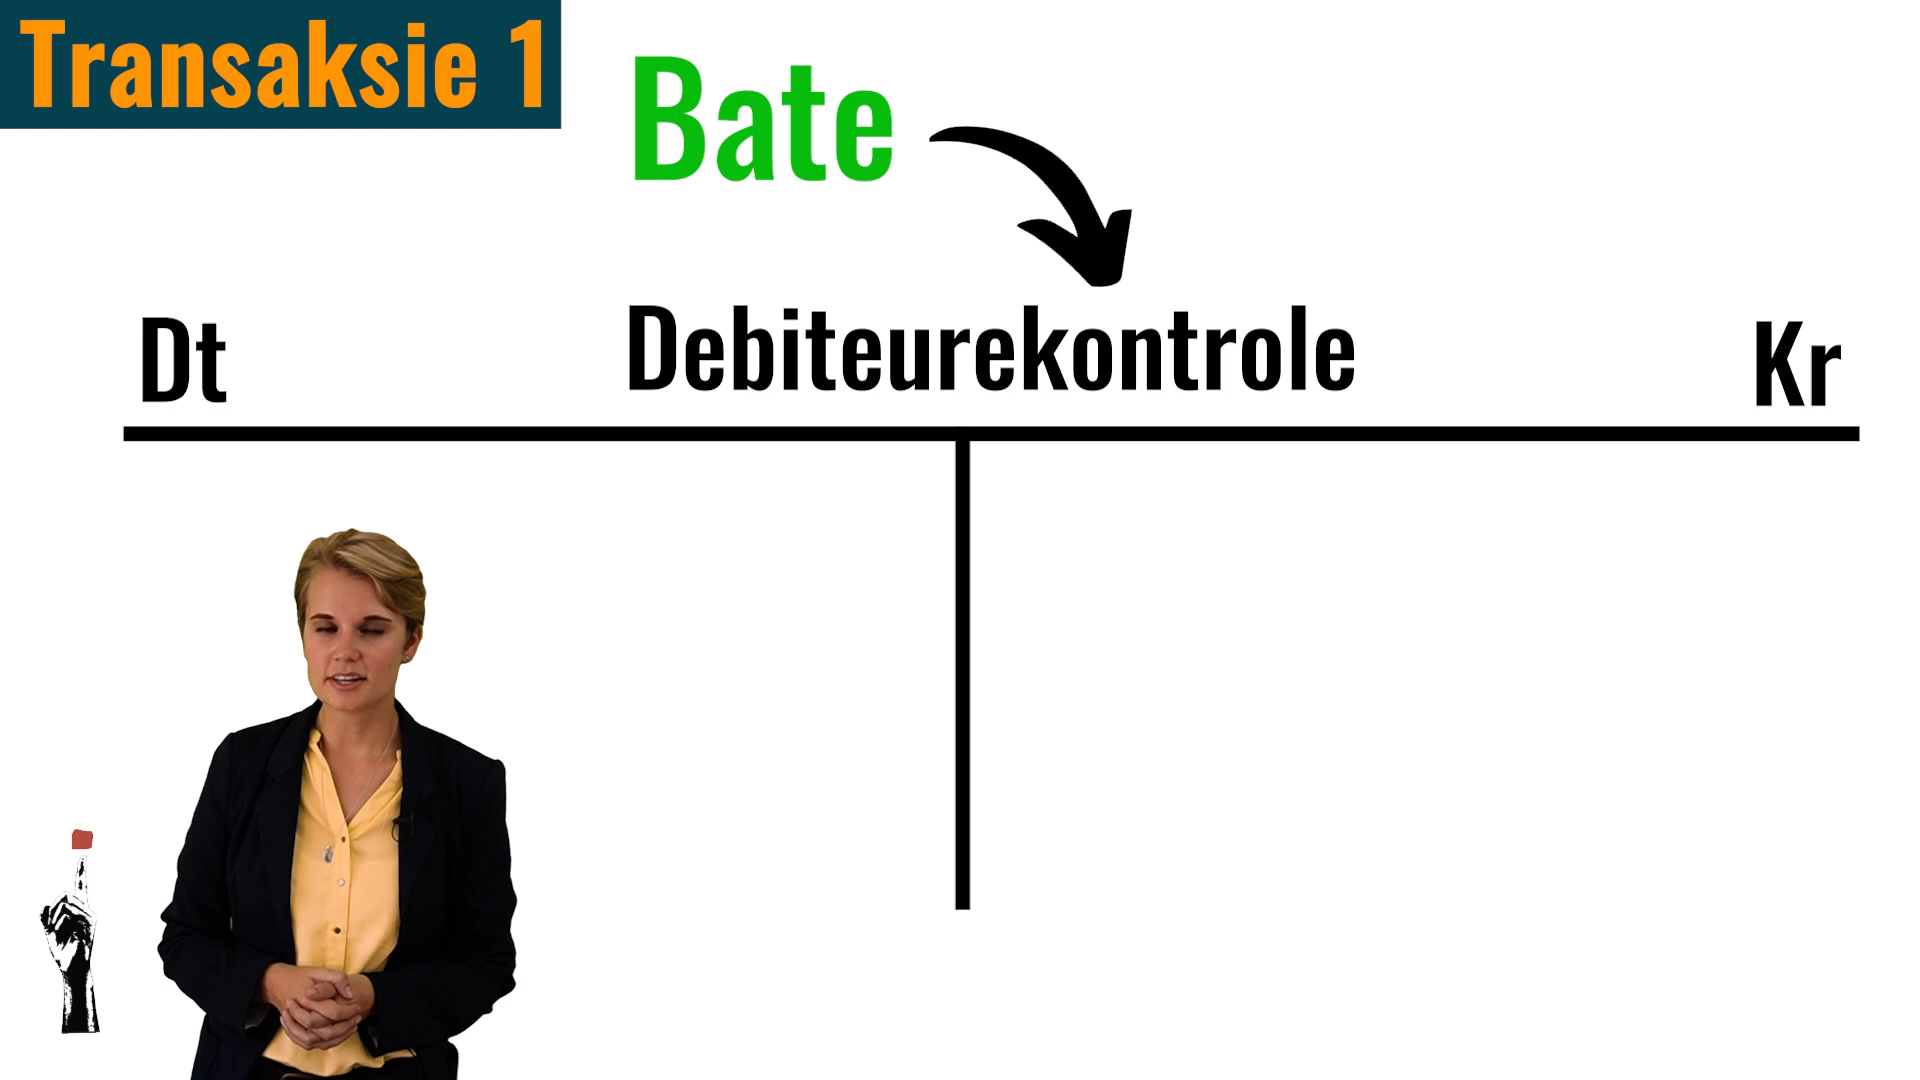 Transaksie 1
Bate
Dt
Debiteurekontrole
Kr